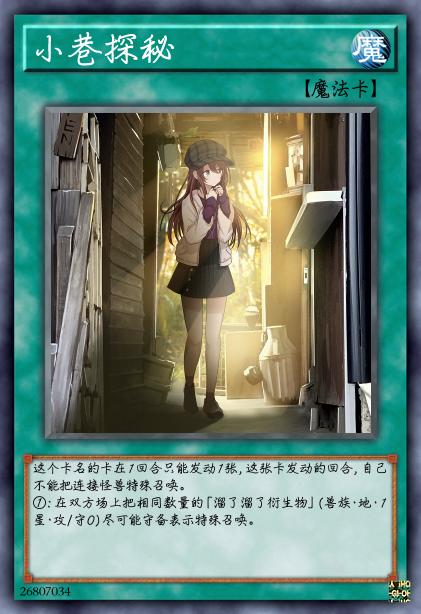 小巷探秘
魔
【魔法卡】
这个卡名的卡在1回合只能发动1张，这张卡发动的回合，自己
不能把连接怪兽特殊召唤。
①：在双方场上把相同数量的「溜了溜了衍生物」(兽族·地·1
星·攻/守0)尽可能守备表示特殊召唤。
26807034